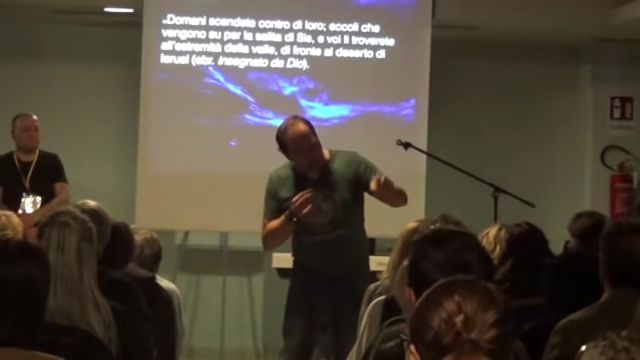 „Domani scendete contro di loro; eccoli che
vengono su per la salita di Sis, e voi li troverete
all'estremità della valle, di fronte al deserto di
Ieruel (ebr. Insegnato da Dio).